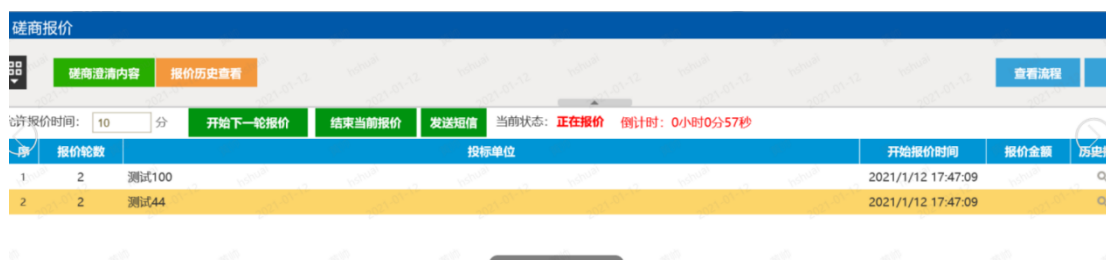 磋商报价
磋商澄清内容 报价历史查看 查看流程
允许报价时间: 10 分 开始下一轮报价 结束当前报价 发送短信 当前状态: 正在报价 倒计时: 0小时0分57秒
序 报价轮数 投标单位 开始报价时间 报价金额 历史
1 2 测试100 2021/1/12 17:47:09
2 2 测试44 2021/1/12 17:47:09